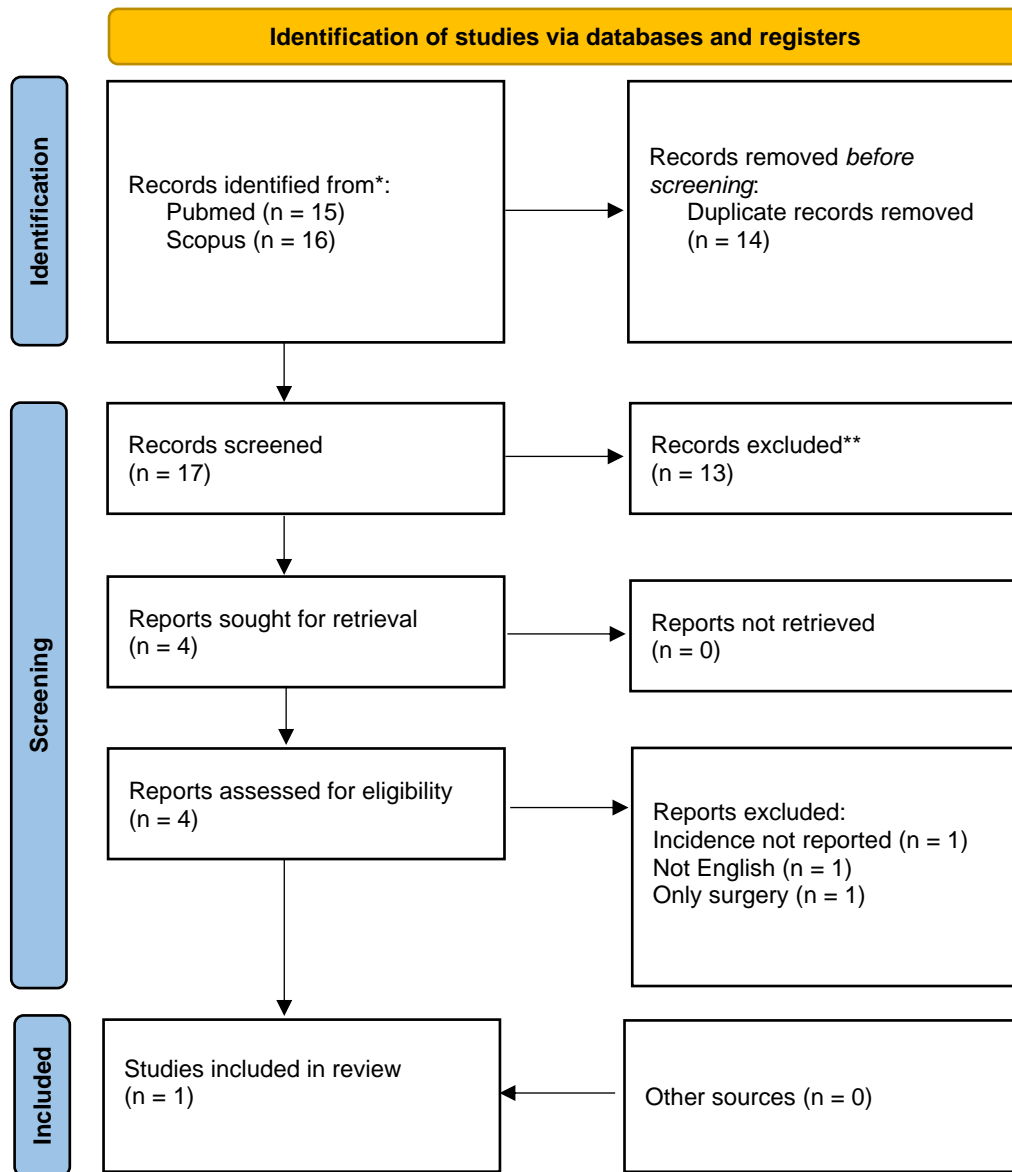 Identification of studies via databases and registers
Identification
Records identified from*:
Pubmed (n = 15)
Scopus (n = 16)
Records removed before
screening:
Duplicate records removed
(n = 14)
Screening
Records screened
(n = 17)
Records excluded**
(n = 13)
Reports sought for retrieval
(n = 4)
Reports not retrieved
(n = 0)
Reports assessed for eligibility
(n = 4)
Reports excluded:
Incidence not reported (n = 1)
Not English (n = 1)
Only surgery (n = 1)
Included
Studies included in review
(n = 1)
Other sources (n = 0)